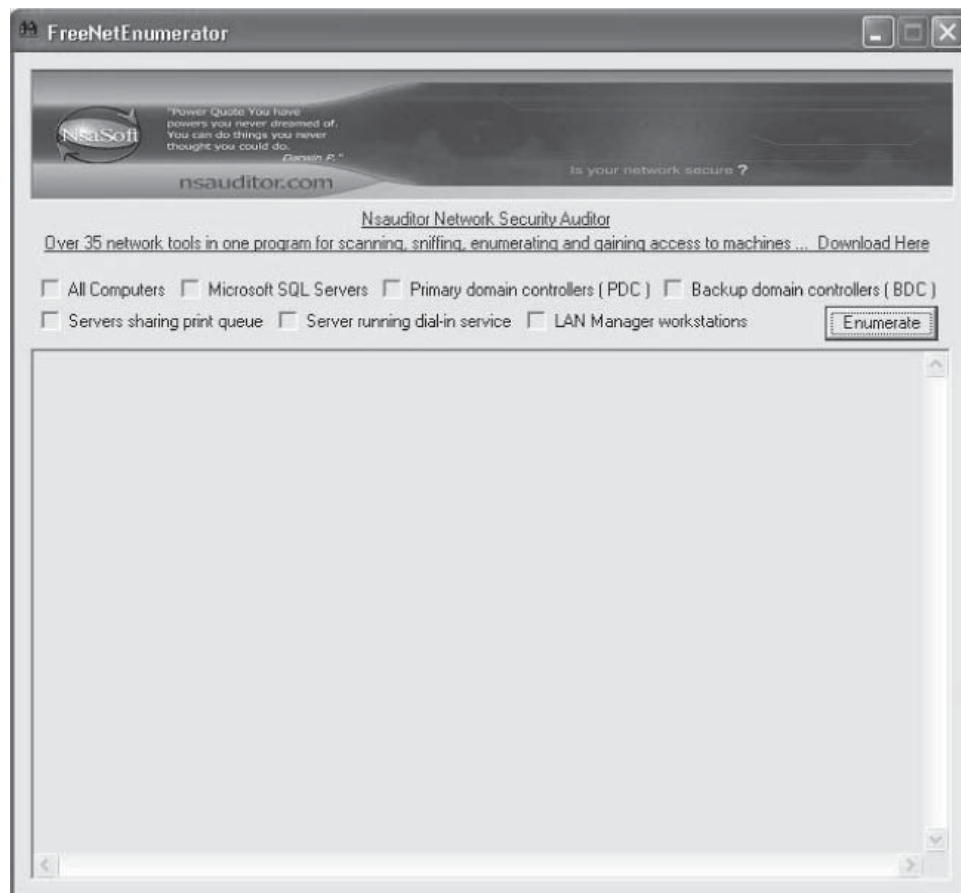 FreeNetEnumerator
NsaSoft
"Power Quote You have
powers you never dreamed of.
You can do things you never
thought you could do.
Darwin P."
nsauditor.com
Is your network secure ?
Nsauditor Network Security Auditor
Over 35 network tools in one program for scanning, sniffing, enumerating and gaining access to machines ... Download Here
All Computers Microsoft SQL Servers Primary domain controllers ( PDC ) Backup domain controllers ( BDC )
Servers sharing print queue Server running dial-in service LAN Manager workstations Enumerate